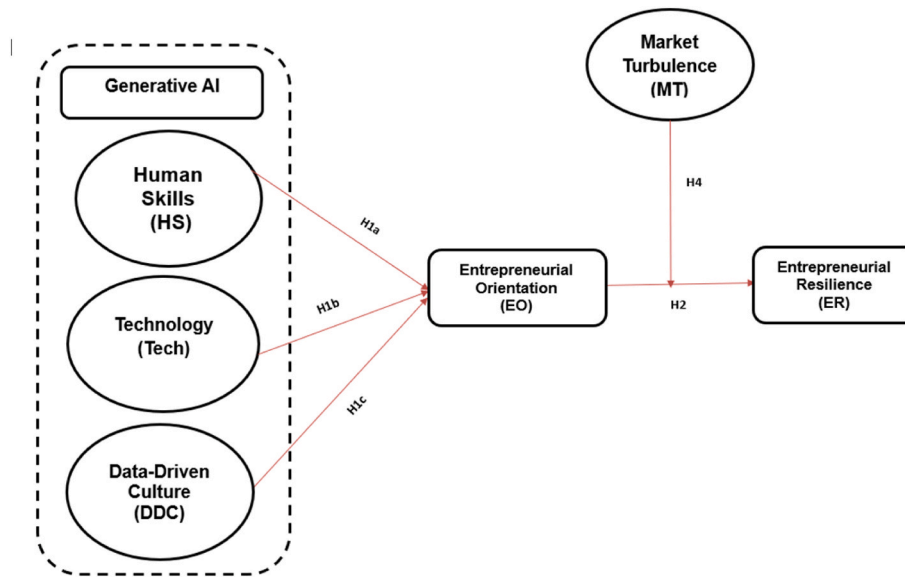 Generative AI
Human
Skills
(HS)
Technology
(Tech)
Data-Driven
Culture
(DDC)
H1a
H1b
H1c
Entrepreneurial
Orientation
(EO)
Market
Turbulence
(MT)
H4
H2
Entrepreneurial
Resilience
(ER)